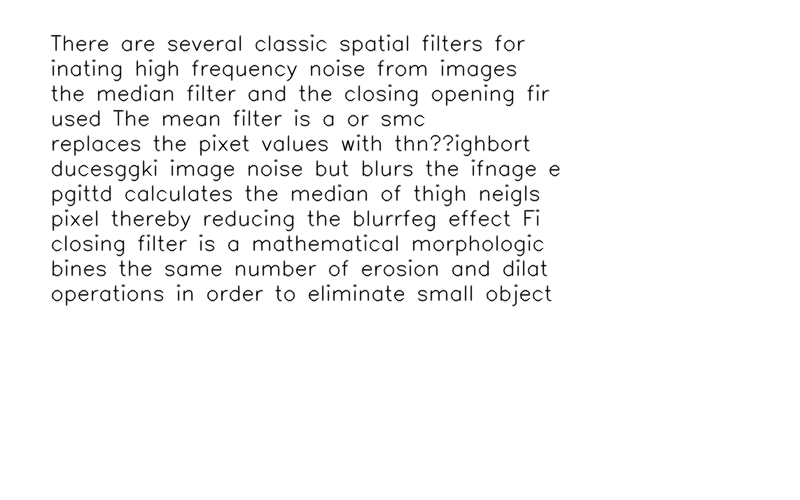 There are several classic spatial filters for
inating high frequency noise from images
the median filter and the closing opening fir
used The mean filter is a or smc
replaces the pixet values with thn??ighbort
ducesggki image noise but blurs the ifnage e
pgittd calculates the median of thigh neigls
pixel thereby reducing the blurrfeg effect Fi
closing filter is a mathematical morphologic
bines the same number of erosion and dilat
operations in order to eliminate small object